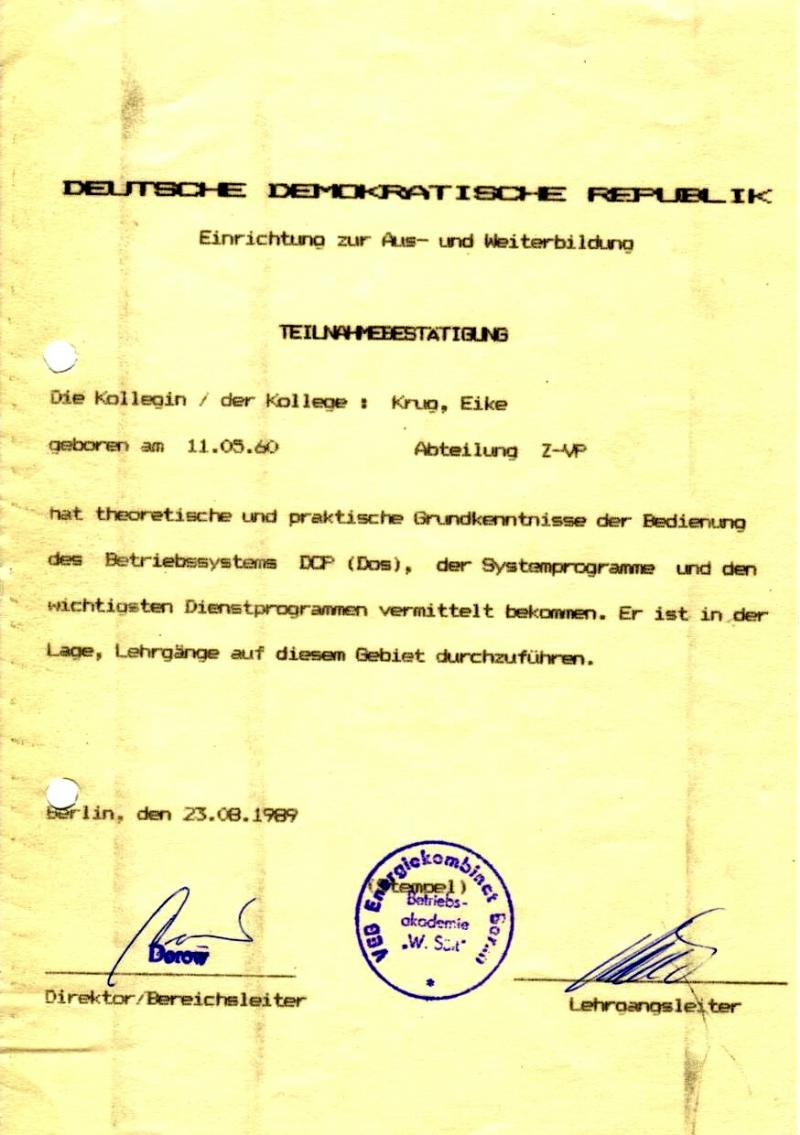 DEUTSCHE DEMOKRATISCHE REPUBLIK
Einrichtung zur Aus- und Weiterbildung
TEILNAHMEBESTÄTIGUNG
Die Kollegin / der Kollege : Krug, Eike
geboren am 11.05.60 Abteilung Z-VP
hat theoretische und praktische Grundkenntnisse der Bedienung
des Betriebssystems DCP (Dos), der Systemprogramme und den
wichtigsten Dienstprogrammen vermittelt bekommen. Er ist in der
Lage, Lehrgänge auf diesem Gebiet durchzuführen.
Berlin, den 23.08.1989
(Stempel)
VEB Energiekombinat Berlin
Betriebs-
akademie
„W.
*
Dorow
Direktor/Bereichsleiter
Lehrgangsleiter